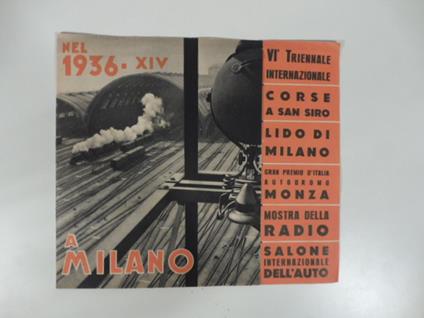 NEL
1936 - XIV
A
MILANO
VIª TRIENNALE
INTERNAZIONALE
CORSE
A SAN SIRO
LIDO DI
MILANO
GRAN PREMIO D'ITALIA
AUTODROMO
MONZA
MOSTRA DELLA
RADIO
SALONE
INTERNAZIONALE
DELL'AUTO